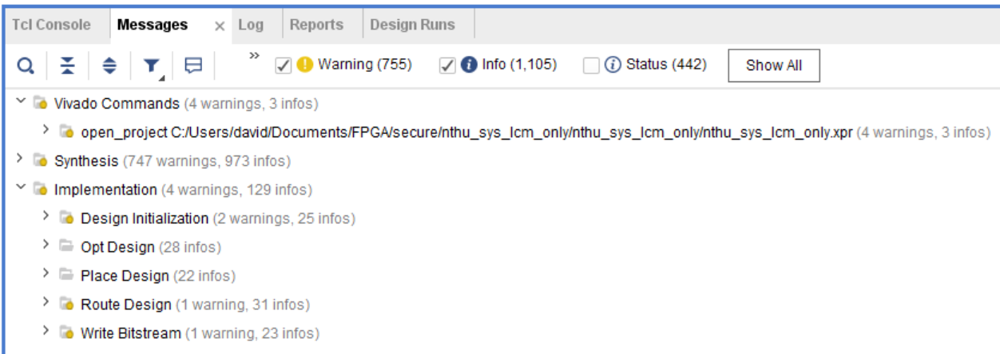 Tcl Console Messages × Log Reports Design Runs
» Warning (755) Info (1,105) Status (442) Show All
Vivado Commands (4 warnings, 3 infos)
open_project C:/Users/david/Documents/FPGA/secure/nthu_sys_lcm_only/nthu_sys_lcm_only/nthu_sys_lcm_only.xpr (4 warnings, 3 infos)
Synthesis (747 warnings, 973 infos)
Implementation (4 warnings, 129 infos)
Design Initialization (2 warnings, 25 infos)
Opt Design (28 infos)
Place Design (22 infos)
Route Design (1 warning, 31 infos)
Write Bitstream (1 warning, 23 infos)